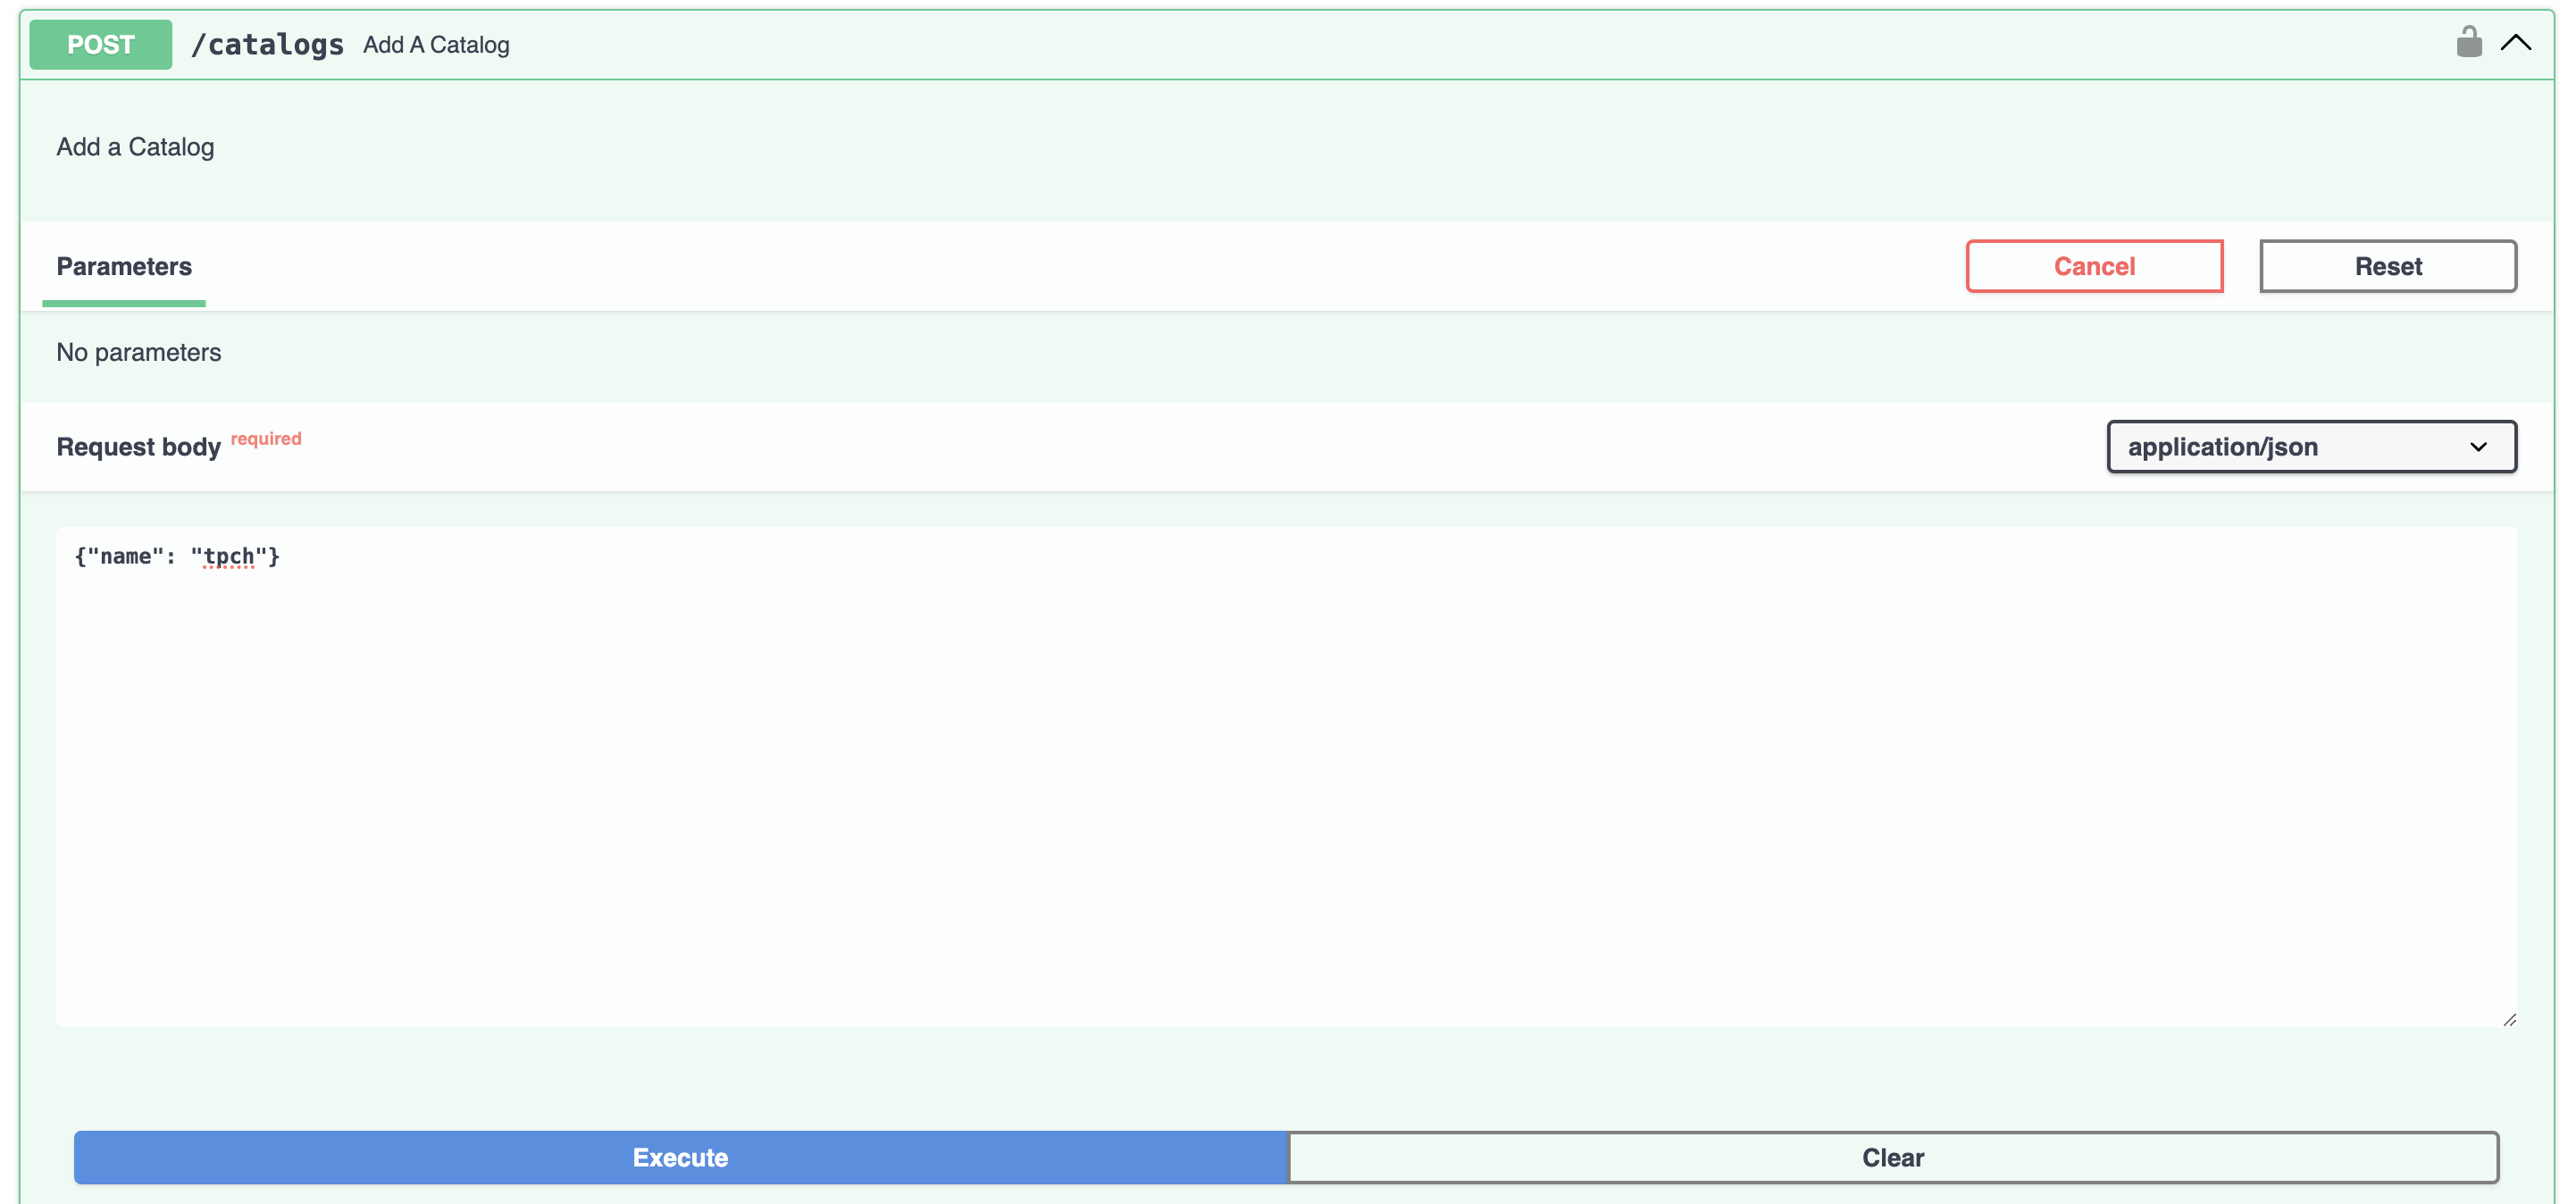 POST /catalogs Add A Catalog
Add a Catalog
Parameters Cancel Reset
No parameters
Request body required application/json
{"name": "tpch"}
Execute Clear